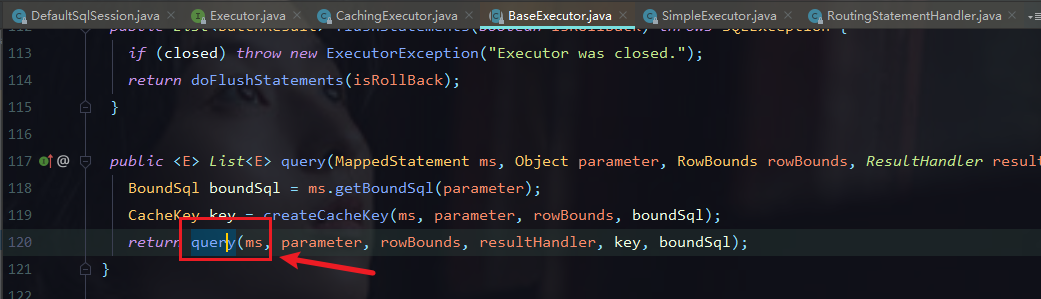 DefaultSqlSession.java Executor.java CachingExecutor.java BaseExecutor.java SimpleExecutor.java RoutingStatementHandler.java
113 if (closed) throw new ExecutorException("Executor was closed.");
114 return doFlushStatements(isRollBack);
115 }
116
117 @ public <E> List<E> query(MappedStatement ms, Object parameter, RowBounds rowBounds, ResultHandler result
118 BoundSql boundSql = ms.getBoundSql(parameter);
119 CacheKey key = createCacheKey(ms, parameter, rowBounds, boundSql);
120 return query(ms, parameter, rowBounds, resultHandler, key, boundSql);
121 }